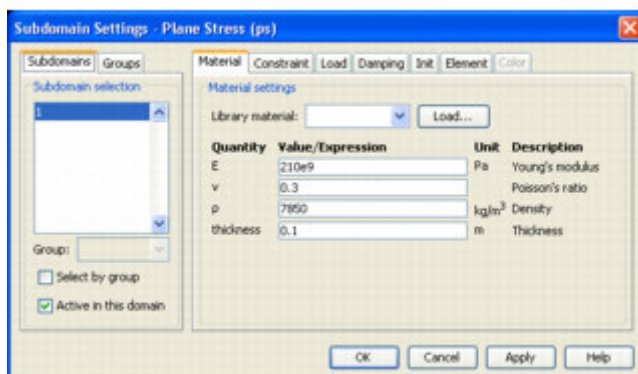 Subdomain Settings - Plane Stress (ps)
Subdomains Groups
Subdomain selection
1
Group:
Select by group
Active in this domain
Material Constraint Load Damping Init Element Color
Material settings
Library material: Load...
Quantity Value/Expression Unit Description
E 210e9 Pa Young's modulus
ν 0.3 Poisson's ratio
ρ 7850 kg/m³ Density
thickness 0.1 m Thickness
OK Cancel Apply Help